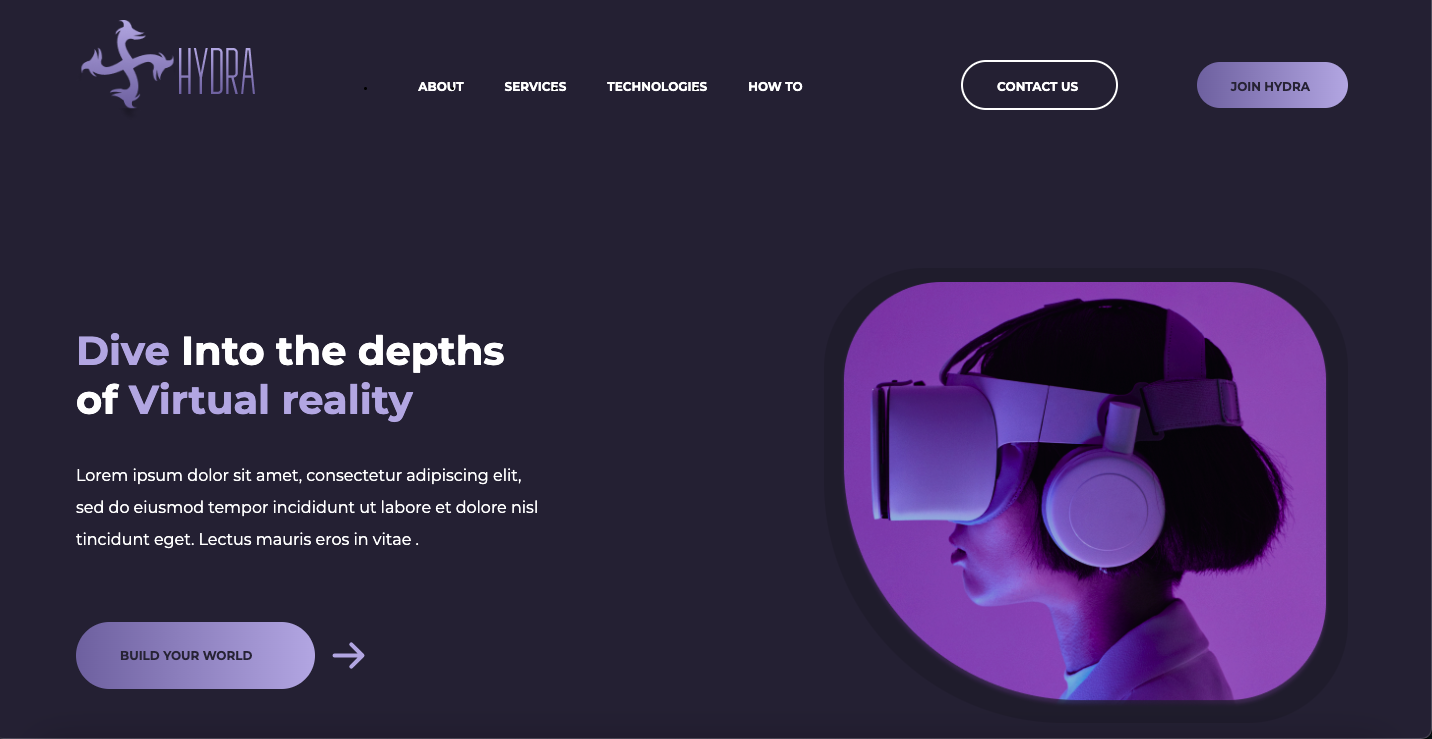 HYDRA
ABOUT SERVICES TECHNOLOGIES HOW TO CONTACT US JOIN HYDRA
Dive Into the depths
of Virtual reality
Lorem ipsum dolor sit amet, consectetur adipiscing elit,
sed do eiusmod tempor incididunt ut labore et dolore nisl
tincidunt eget. Lectus mauris eros in vitae .
BUILD YOUR WORLD